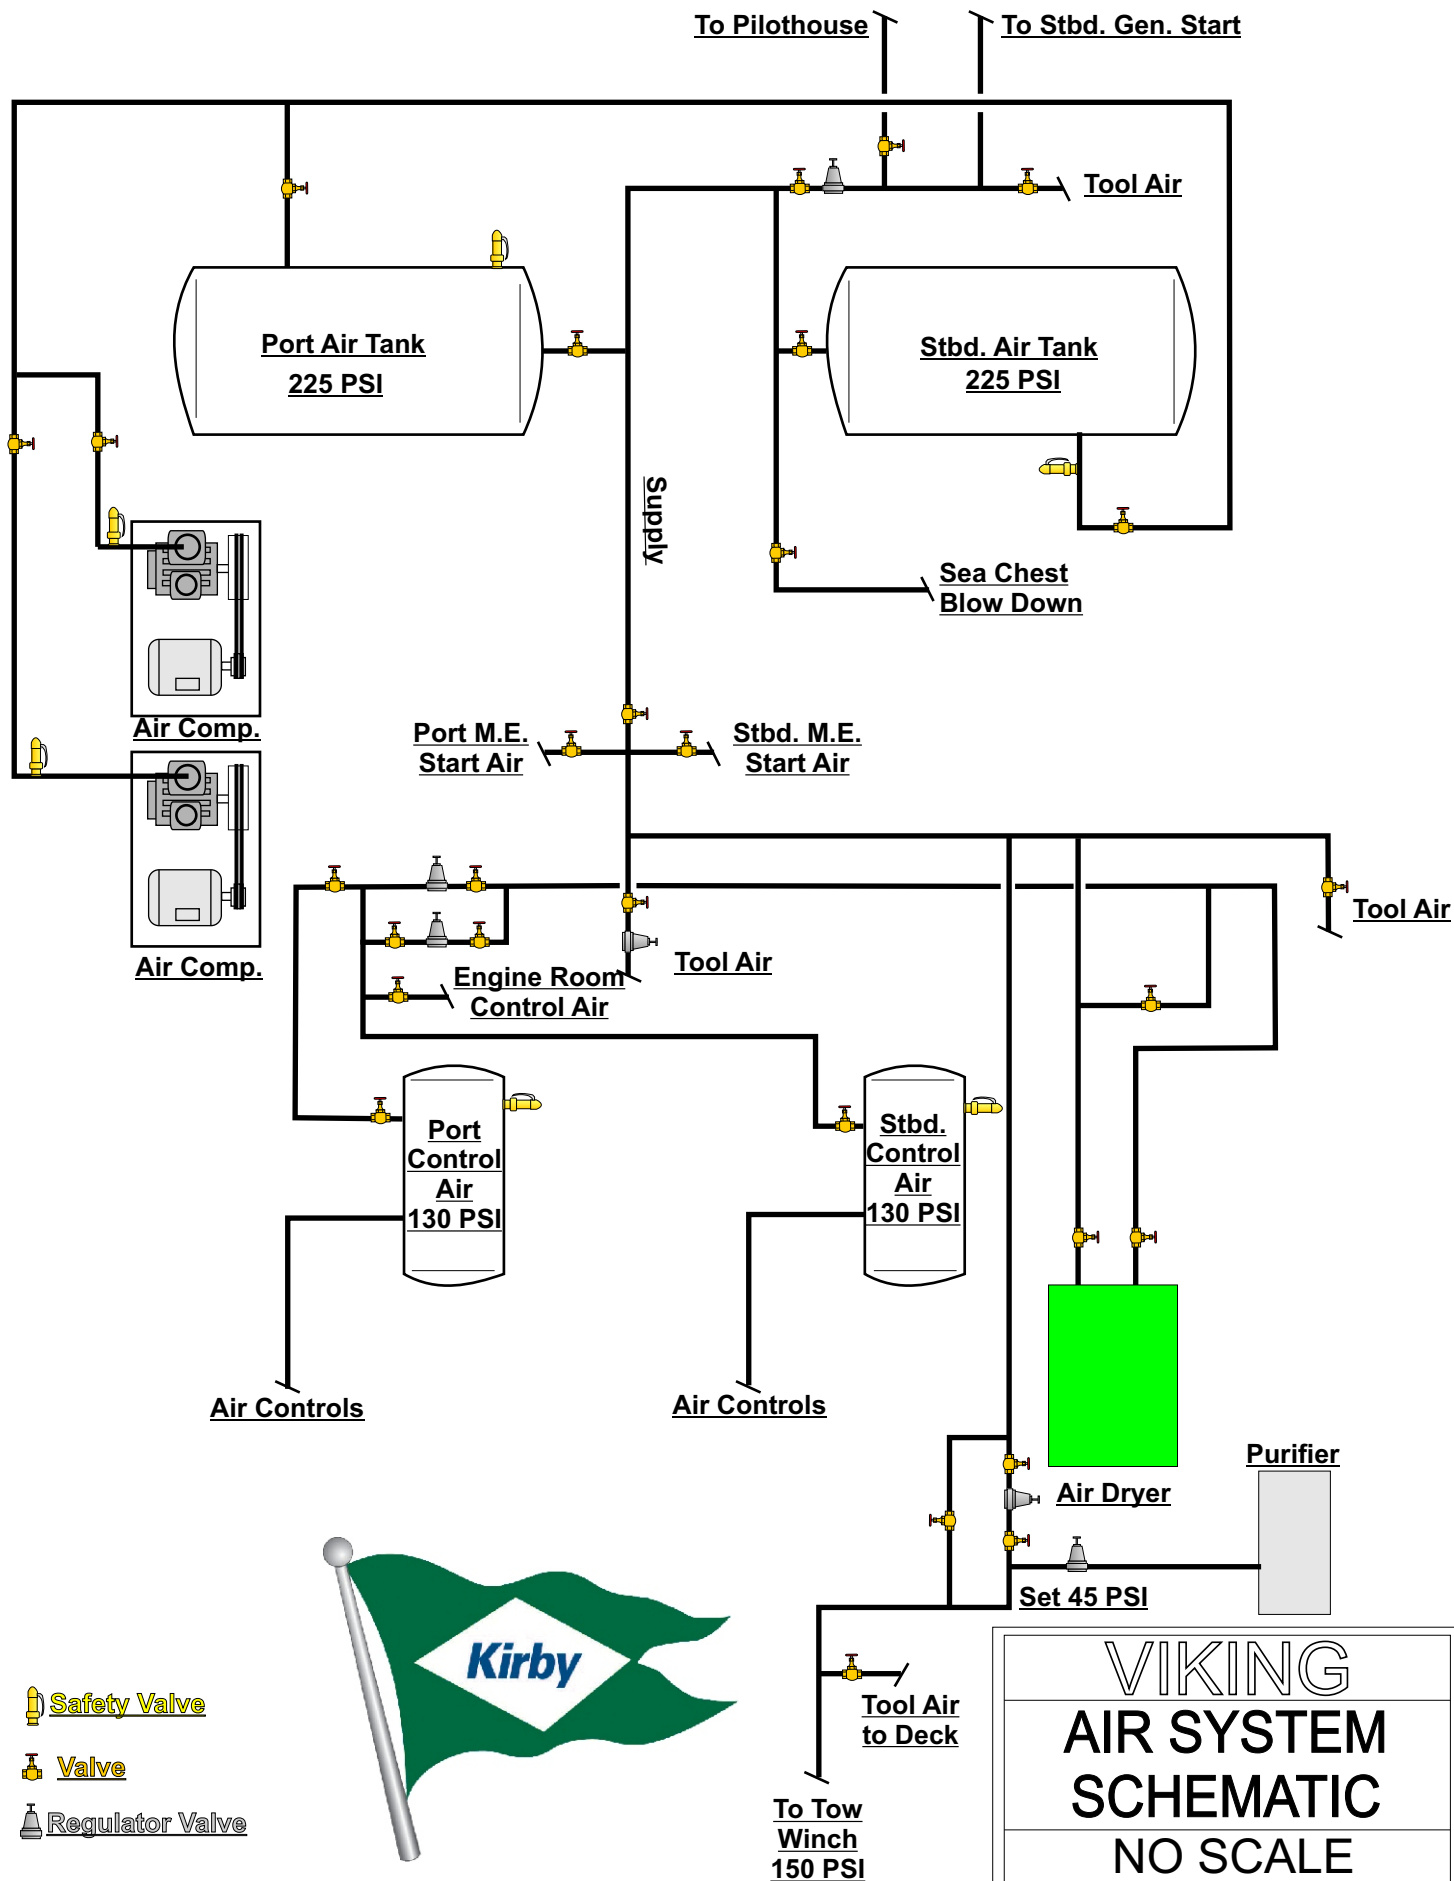 To Pilothouse
To Stbd. Gen. Start
Tool Air
Port Air Tank
225 PSI
Stbd. Air Tank
225 PSI
Supply
Sea Chest
Blow Down
Air Comp.
Port M.E.
Start Air
Stbd. M.E.
Start Air
Air Comp.
Tool Air
Tool Air
Engine Room
Control Air
Port
Control
Air
130 PSI
Stbd.
Control
Air
130 PSI
Air Controls
Air Controls
Purifier
Air Dryer
Set 45 PSI
Kirby
Safety Valve
Valve
Regulator Valve
Tool Air
to Deck
To Tow
Winch
150 PSI
VIKING
AIR SYSTEM
SCHEMATIC
NO SCALE